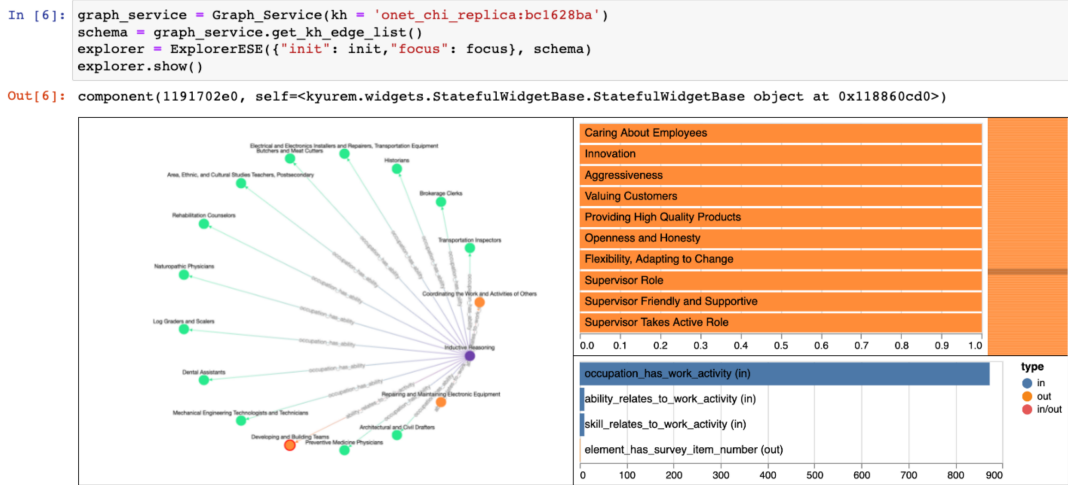 In [6]: graph_service = Graph_Service(kh = 'onet_chi_replica:bc1628ba')
schema = graph_service.get_kh_edge_list()
explorer = ExplorerESE({"init": init,"focus": focus}, schema)
explorer.show()
Out[6]: component(1191702e0, self=<kyurem.widgets.StatefulWidgetBase.StatefulWidgetBase object at 0x118860cd0>)
Electrical and Electronics Installers and Repairers, Transportation Equipment
Butchers and Meat Cutters
Historians
Area, Ethnic, and Cultural Studies Teachers, Postsecondary
Brokerage Clerks
Rehabilitation Counselors
Transportation Inspectors
Naturopathic Physicians
Coordinating the Work and Activities of Others
Log Graders and Scalers
Inductive Reasoning
Dental Assistants
Repairing and Maintaining Electronic Equipment
Mechanical Engineering Technologists and Technicians
Architectural and Civil Drafters
Developing and Building Teams
Preventive Medicine Physicians
occupation_has_ability
occupation_has_ability
occupation_has_ability
occupation_has_ability
Caring About Employees
Innovation
Aggressiveness
Valuing Customers
Providing High Quality Products
Openness and Honesty
Flexibility, Adapting to Change
Supervisor Role
Supervisor Friendly and Supportive
Supervisor Takes Active Role
0.0 0.1 0.2 0.3 0.4 0.5 0.6 0.7 0.8 0.9 1.0
occupation_has_work_activity (in)
ability_relates_to_work_activity (in)
skill_relates_to_work_activity (in)
element_has_survey_item_number (out)
0 100 200 300 400 500 600 700 800 900
type
in
out
in/out